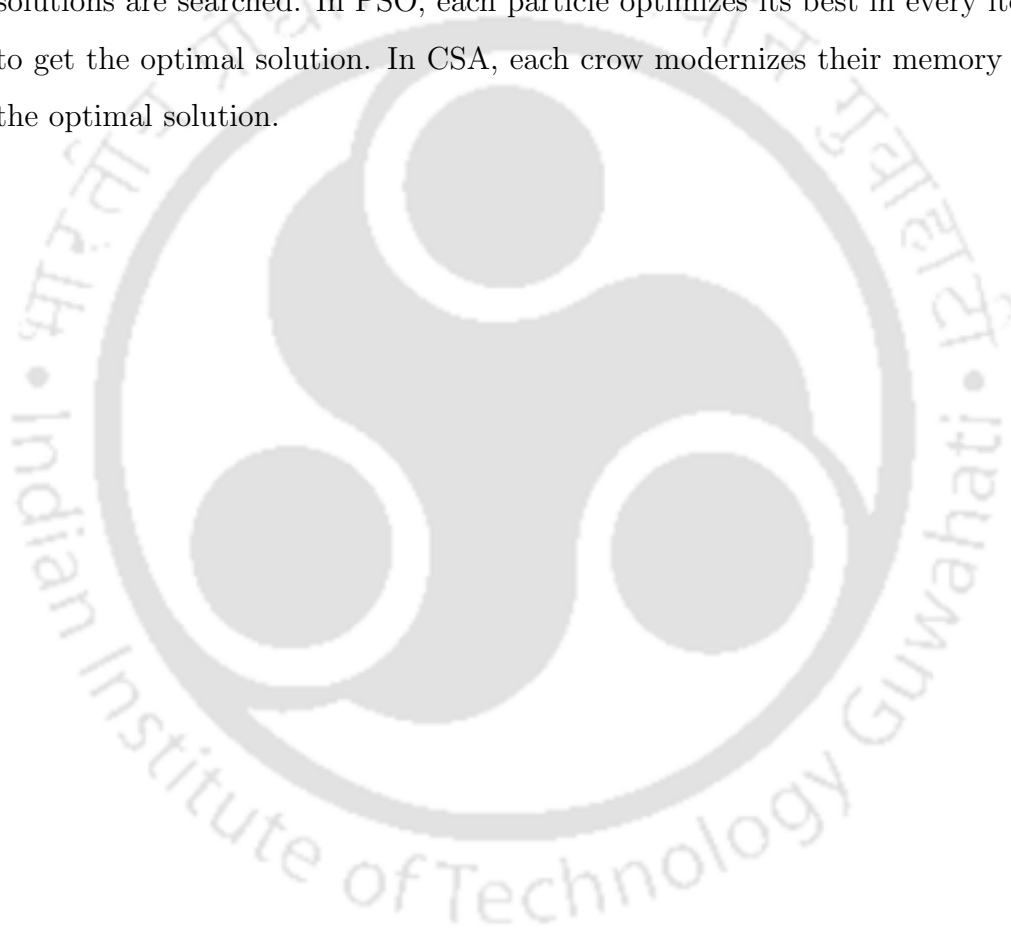 solutions are searched. In PSO, each particle optimizes its best in every ite
to get the optimal solution. In CSA, each crow modernizes their memory
the optimal solution.
गुवाहाटी
• Indian Institute of Technology Guwahati •